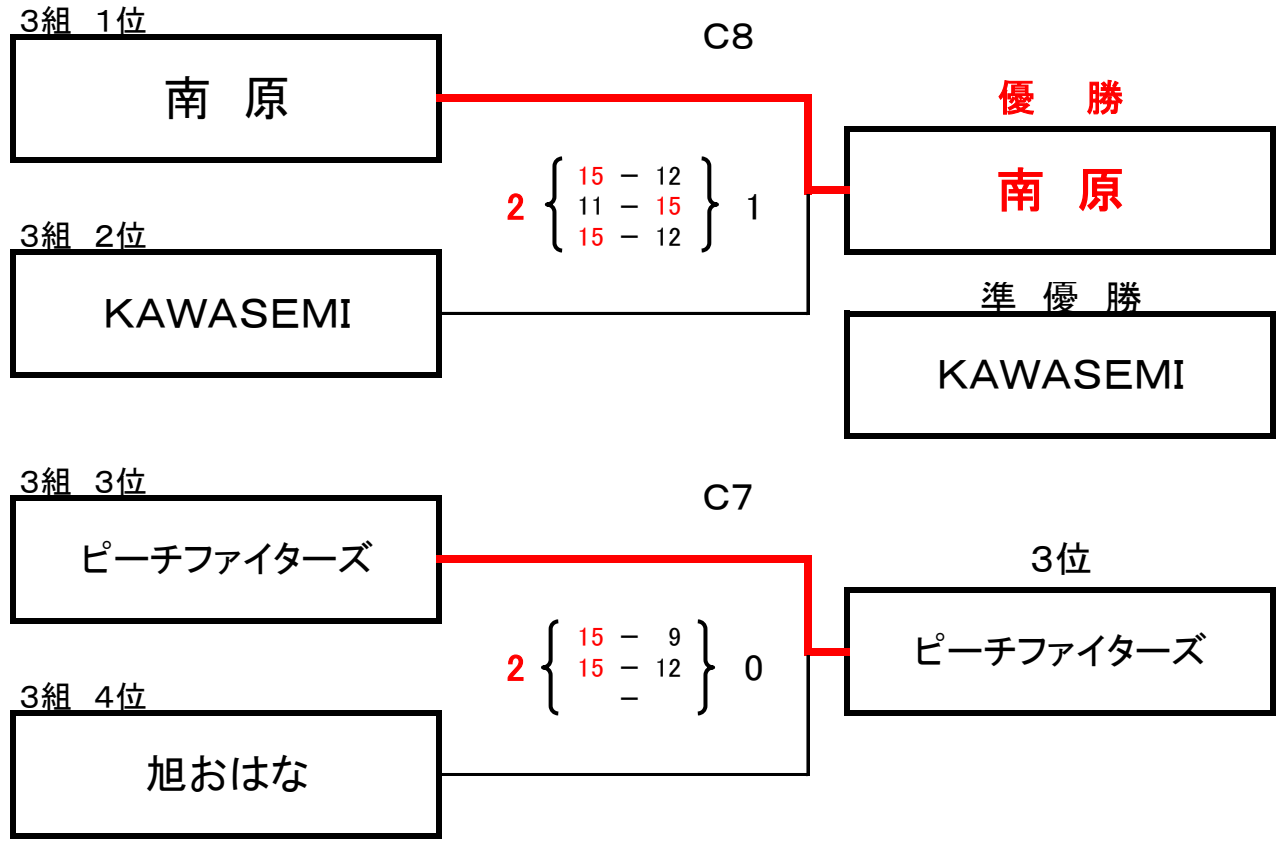 ３組　１位
南　原
Ｃ８
優　勝
南　原
2 { 15 － 12 } 1
11 － 15
15 － 12
３組　２位
ＫＡＷＡＳＥＭＩ
準　優　勝
ＫＡＷＡＳＥＭＩ
３組　３位
ピーチファイターズ
Ｃ７
３位
ピーチファイターズ
2 { 15 － 9 } 0
15 － 12
－
３組　４位
旭おはな